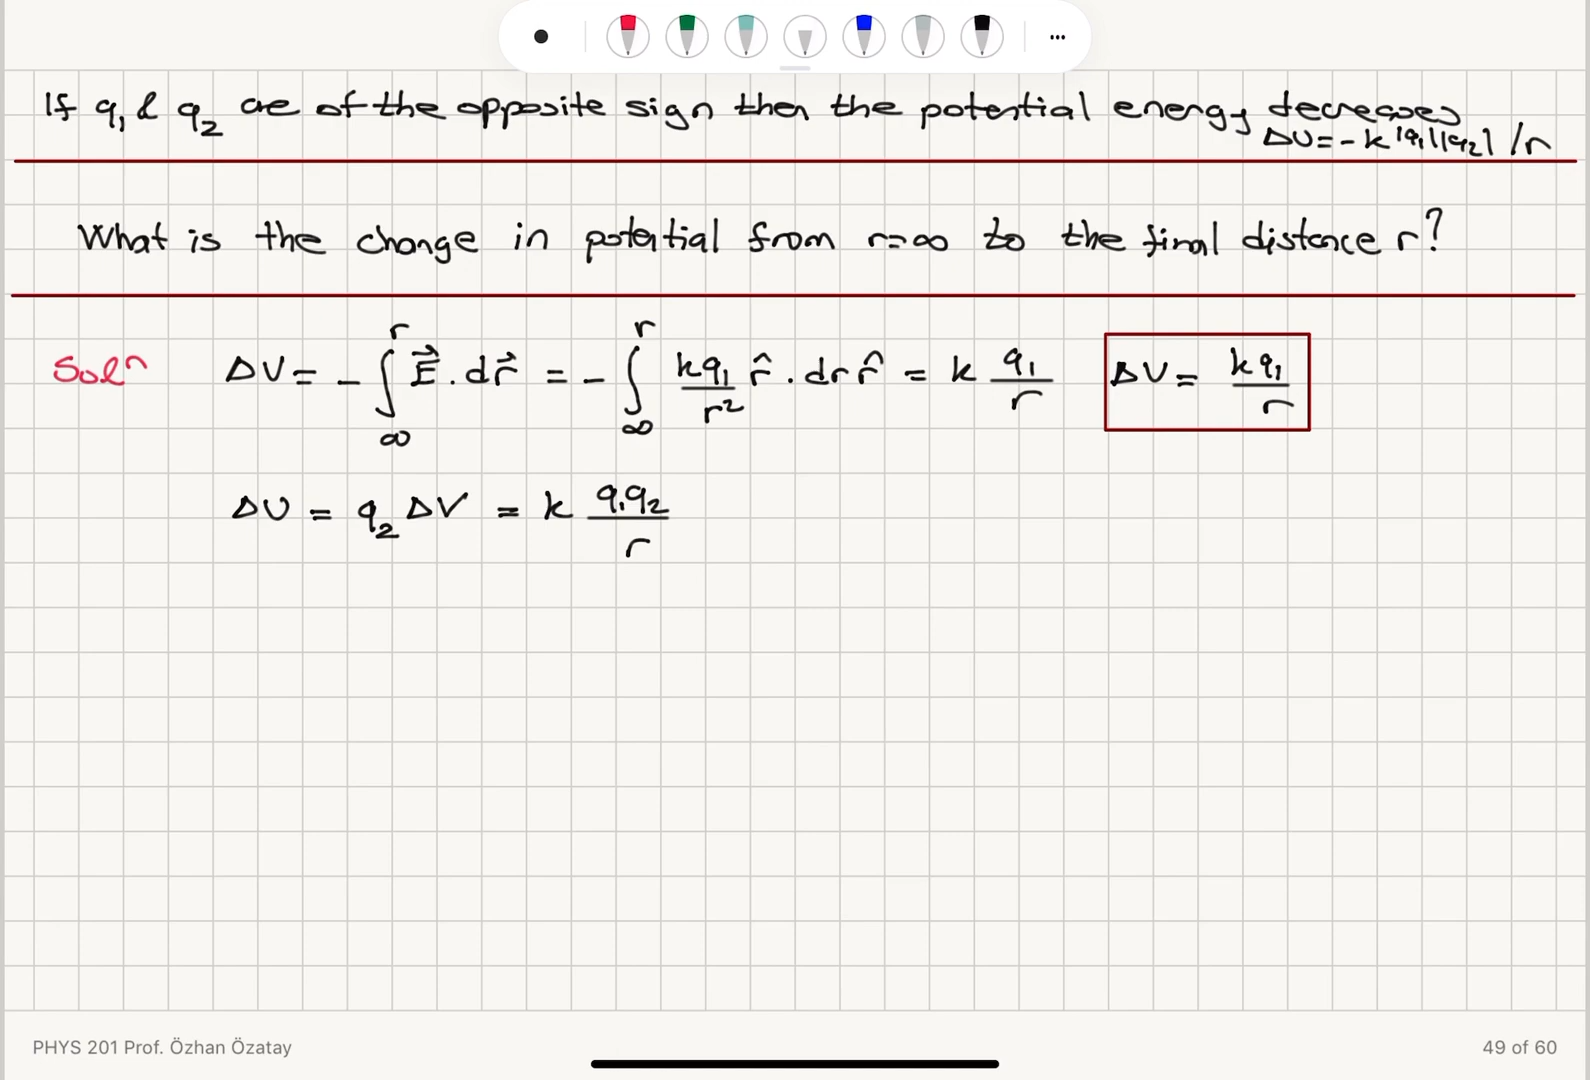 If q₁ & q₂ are of the opposite sign then the potential energy decreases
ΔU = - k |q₁||q₂| / r
What is the change in potential from r=∞ to the final distance r?
Solⁿ ΔV = - ∫_∞^r E⃗ . dr⃗ = - ∫_∞^r kq₁/r² r̂ . dr r̂ = k q₁/r ΔV = kq₁/r
ΔU = q₂ ΔV = k q₁q₂/r
PHYS 201 Prof. Özhan Özatay
49 of 60